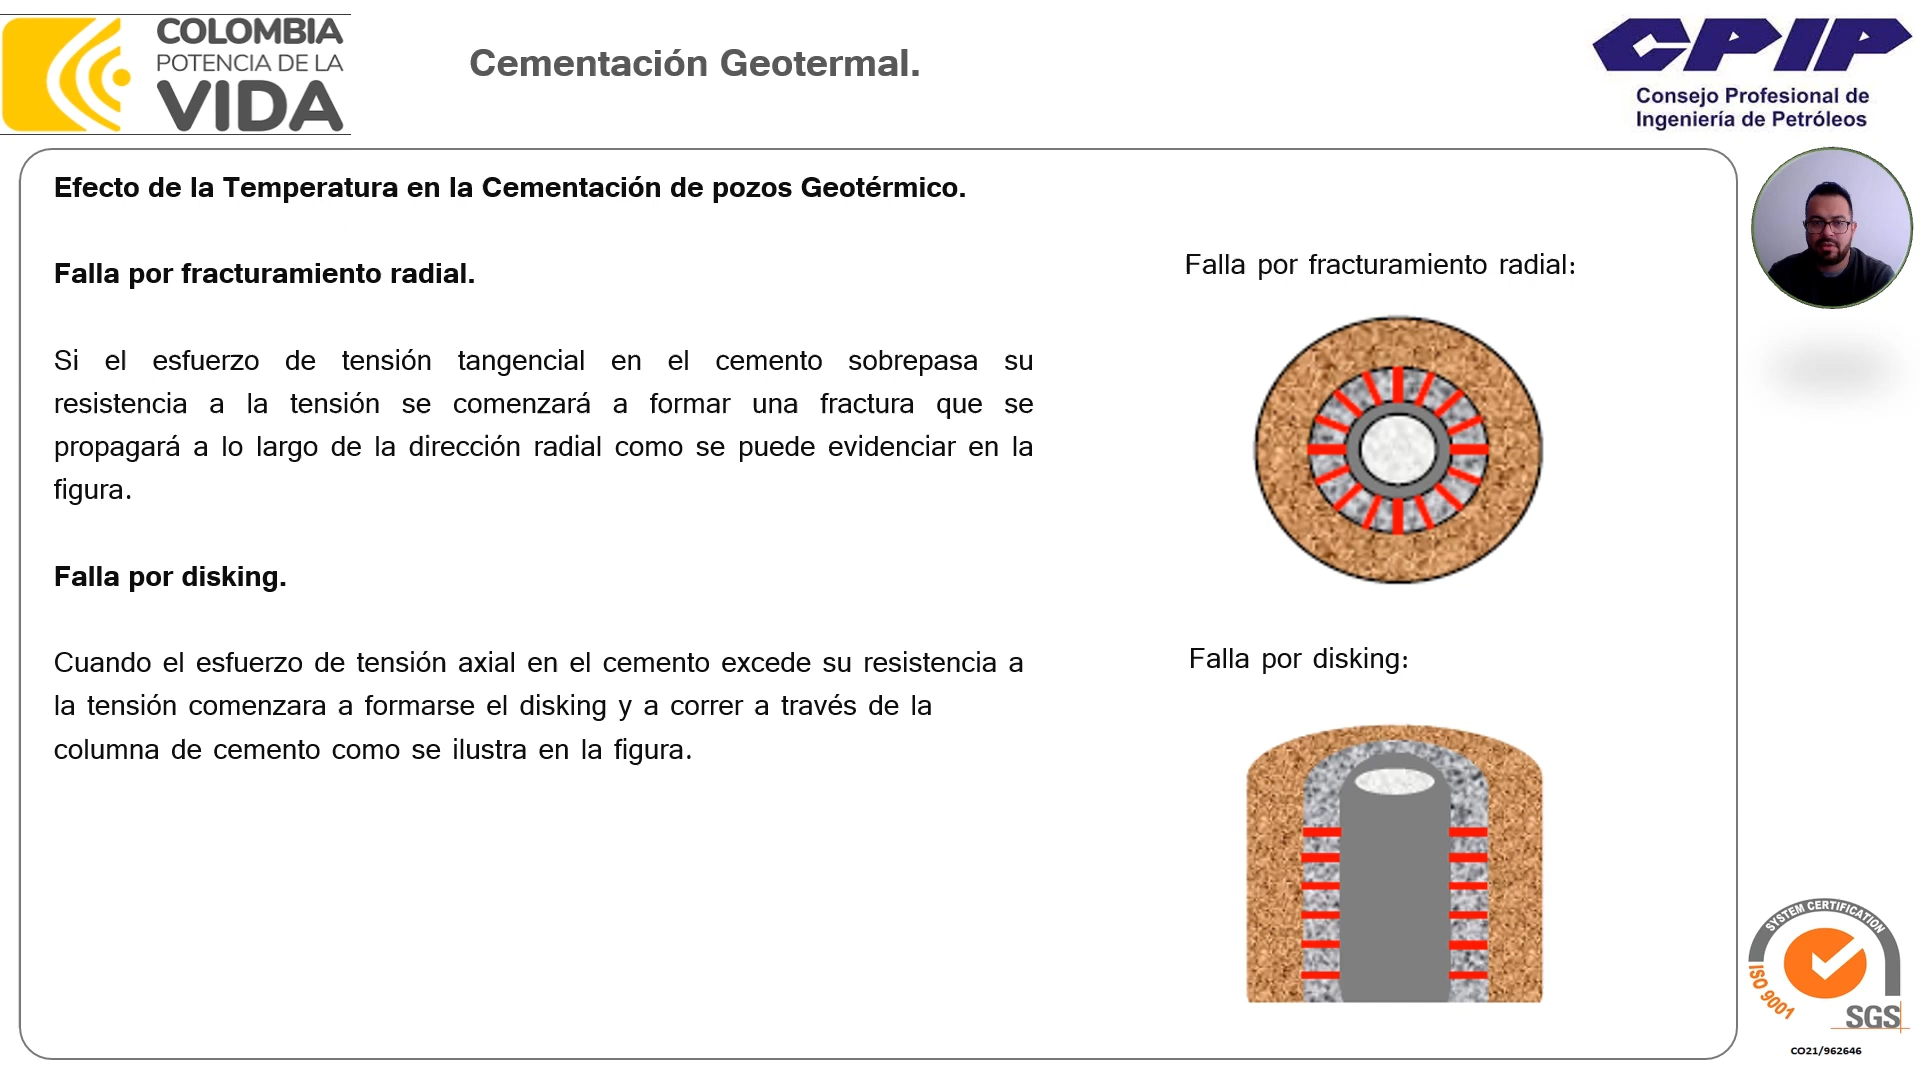 COLOMBIA
POTENCIA DE LA
VIDA
Cementación Geotermal.
CPIP
Consejo Profesional de
Ingeniería de Petróleos
Efecto de la Temperatura en la Cementación de pozos Geotérmico.
Falla por fracturamiento radial.
Si el esfuerzo de tensión tangencial en el cemento sobrepasa su
resistencia a la tensión se comenzará a formar una fractura que se
propagará a lo largo de la dirección radial como se puede evidenciar en la
figura.
Falla por disking.
Cuando el esfuerzo de tensión axial en el cemento excede su resistencia a
la tensión comenzara a formarse el disking y a correr a través de la
columna de cemento como se ilustra en la figura.
Falla por fracturamiento radial:
Falla por disking:
SYSTEM CERTIFICATION
ISO 9001
SGS
CO21/962646